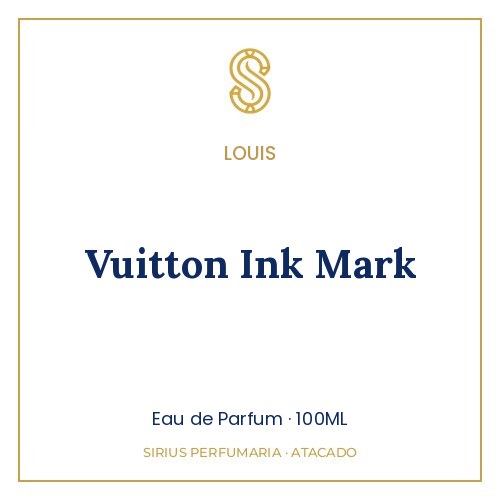 LOUIS
Vuitton Ink Mark
Eau de Parfum · 100ML
SIRIUS PERFUMARIA · ATACADO